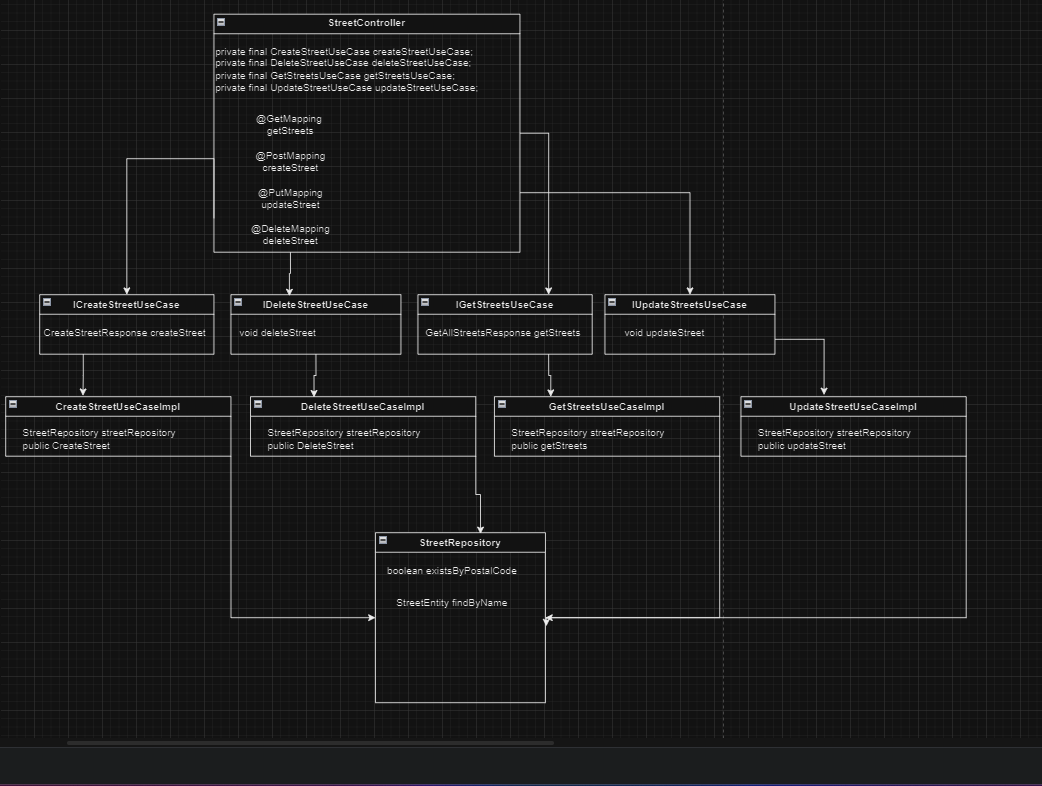 StreetController
private final CreateStreetUseCase createStreetUseCase;
private final DeleteStreetUseCase deleteStreetUseCase;
private final GetStreetsUseCase getStreetsUseCase;
private final UpdateStreetUseCase updateStreetUseCase;
@GetMapping
getStreets
@PostMapping
createStreet
@PutMapping
updateStreet
@DeleteMapping
deleteStreet
ICreateStreetUseCase
CreateStreetResponse createStreet
IDeleteStreetUseCase
void deleteStreet
IGetStreetsUseCase
GetAllStreetsResponse getStreets
IUpdateStreetsUseCase
void updateStreet
CreateStreetUseCaseImpl
StreetRepository streetRepository
public CreateStreet
DeleteStreetUseCaseImpl
StreetRepository streetRepository
public DeleteStreet
GetStreetsUseCaseImpl
StreetRepository streetRepository
public getStreets
UpdateStreetUseCaseImpl
StreetRepository streetRepository
public updateStreet
StreetRepository
boolean existsByPostalCode
StreetEntity findByName